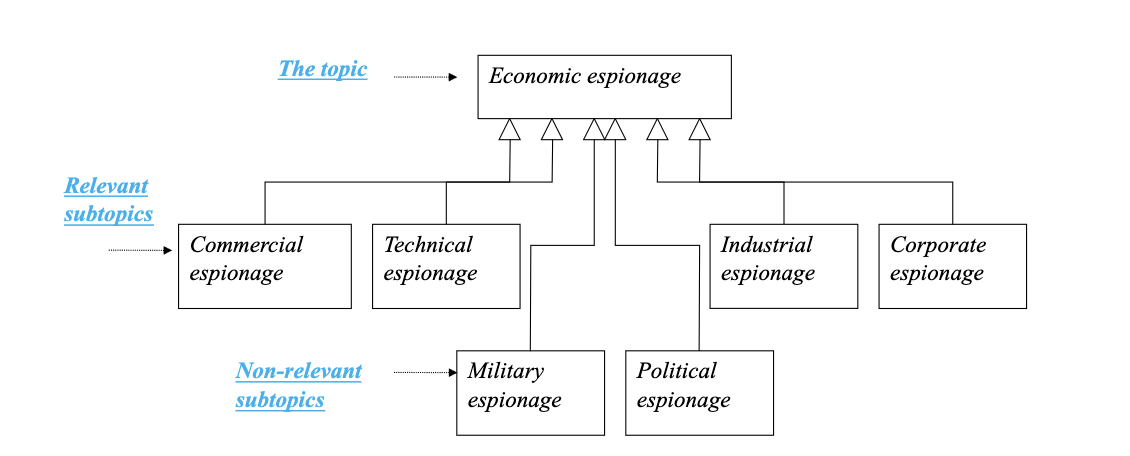 The topic
Economic espionage
Relevant
subtopics
Commercial
espionage
Technical
espionage
Industrial
espionage
Corporate
espionage
Non-relevant
subtopics
Military
espionage
Political
espionage